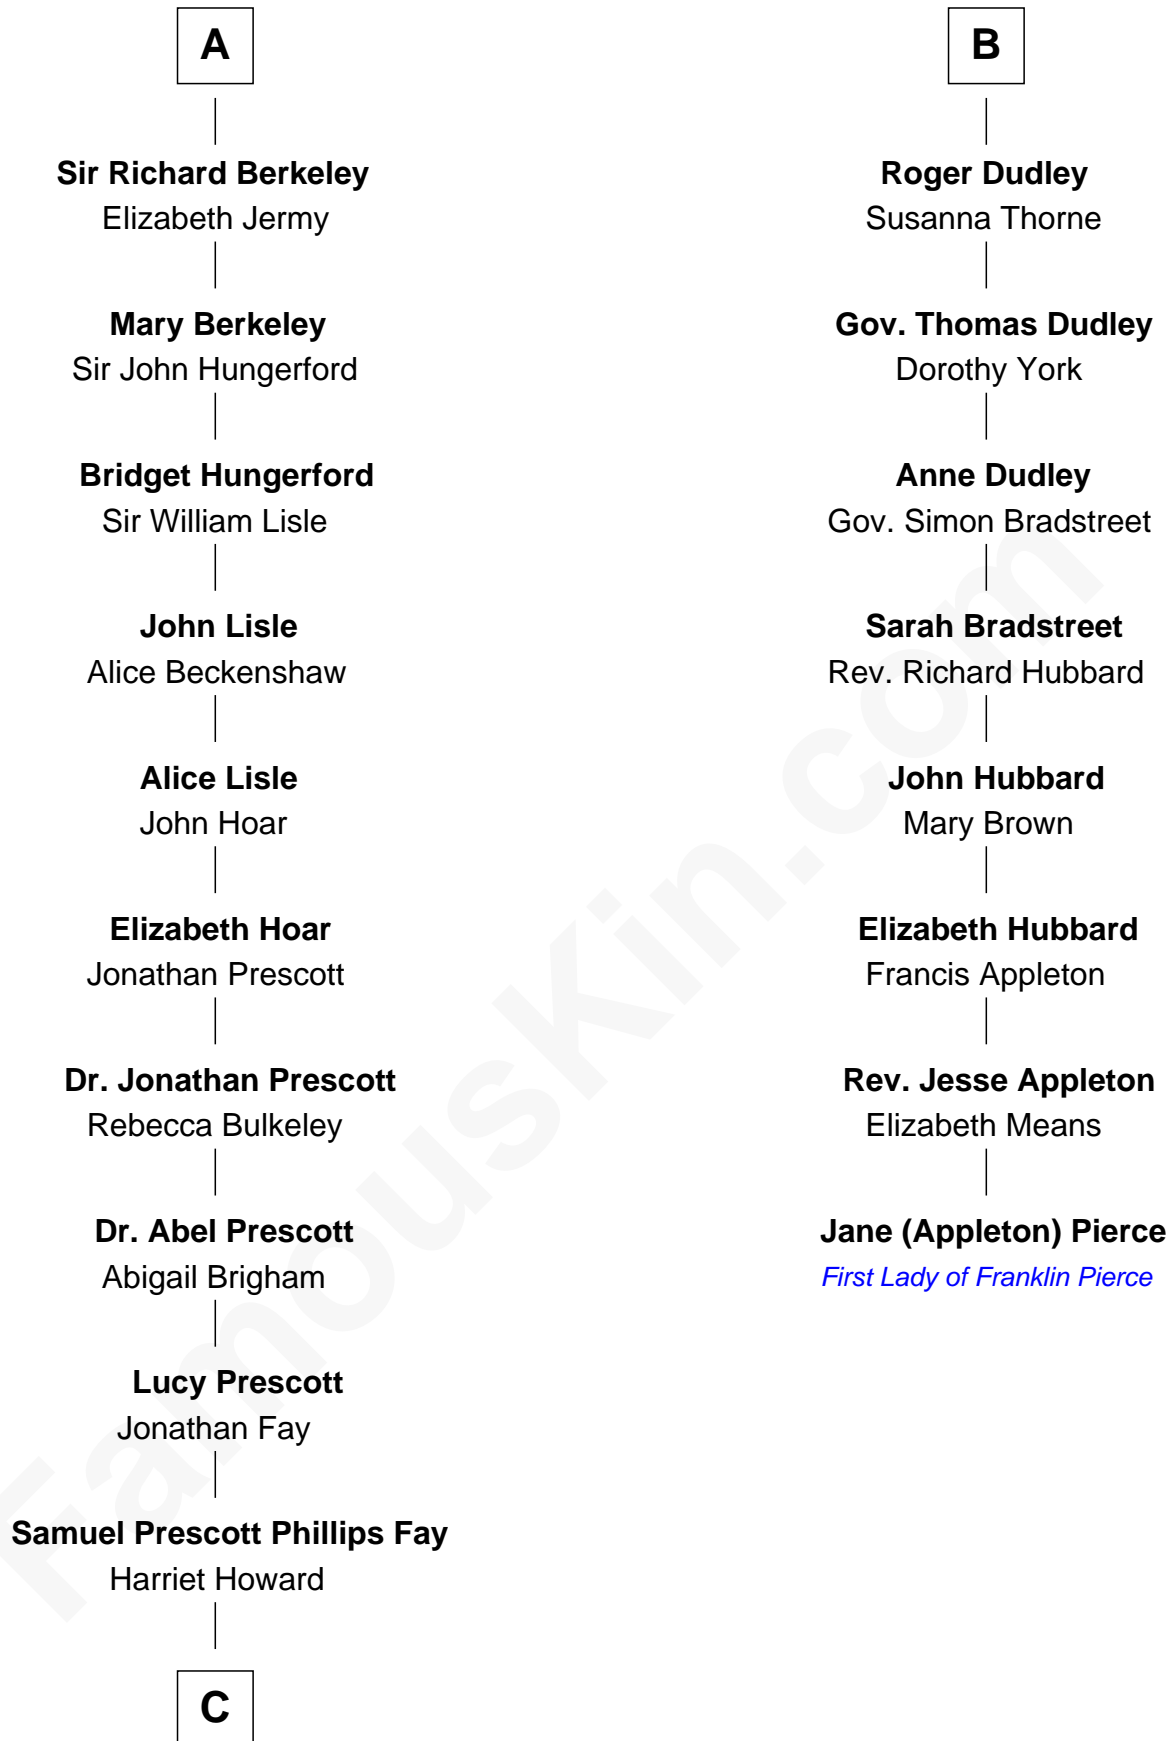 A
Sir Richard Berkeley
Elizabeth Jermy
Mary Berkeley
Sir John Hungerford
Bridget Hungerford
Sir William Lisle
John Lisle
Alice Beckenshaw
Alice Lisle
John Hoar
Elizabeth Hoar
Jonathan Prescott
Dr. Jonathan Prescott
Rebecca Bulkeley
Dr. Abel Prescott
Abigail Brigham
Lucy Prescott
Jonathan Fay
Samuel Prescott Phillips Fay
Harriet Howard
C
B
Roger Dudley
Susanna Thorne
Gov. Thomas Dudley
Dorothy York
Anne Dudley
Gov. Simon Bradstreet
Sarah Bradstreet
Rev. Richard Hubbard
John Hubbard
Mary Brown
Elizabeth Hubbard
Francis Appleton
Rev. Jesse Appleton
Elizabeth Means
Jane (Appleton) Pierce
First Lady of Franklin Pierce
FamousKin.com